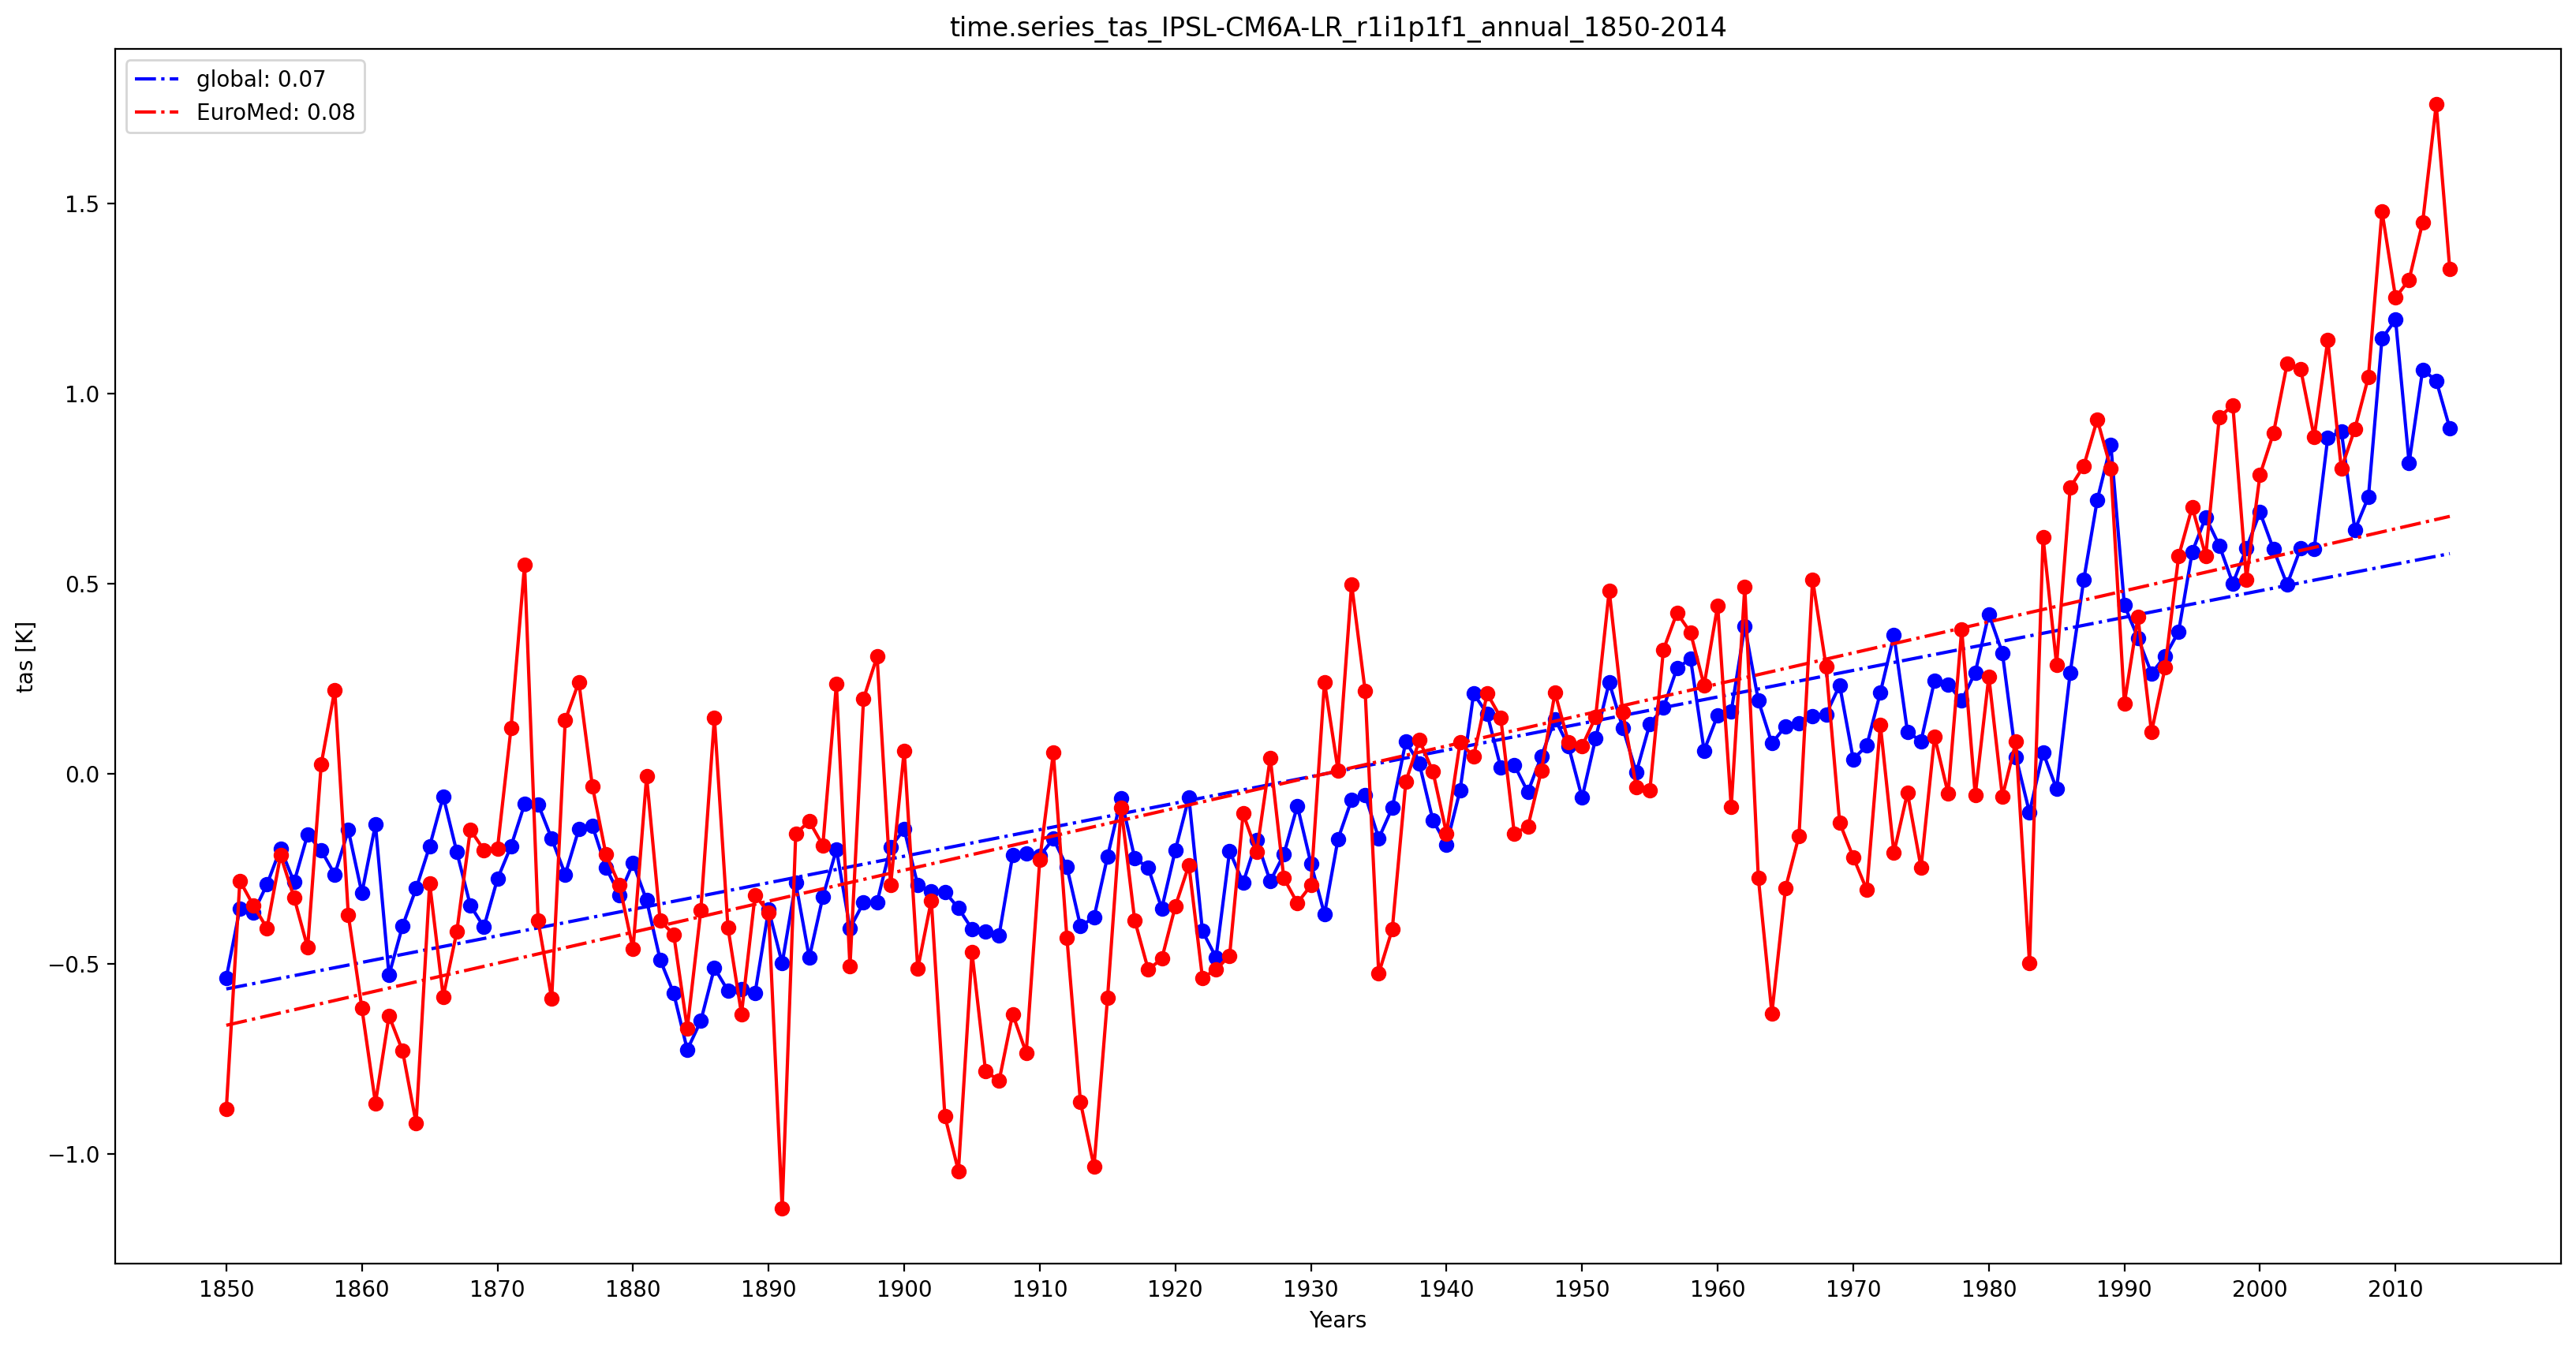 time.series_tas_IPSL-CM6A-LR_r1i1p1f1_annual_1850-2014
global: 0.07
EuroMed: 0.08
tas [K]
1.5
1.0
0.5
0.0
−0.5
−1.0
1850 1860 1870 1880 1890 1900 1910 1920 1930 1940 1950 1960 1970 1980 1990 2000 2010
Years